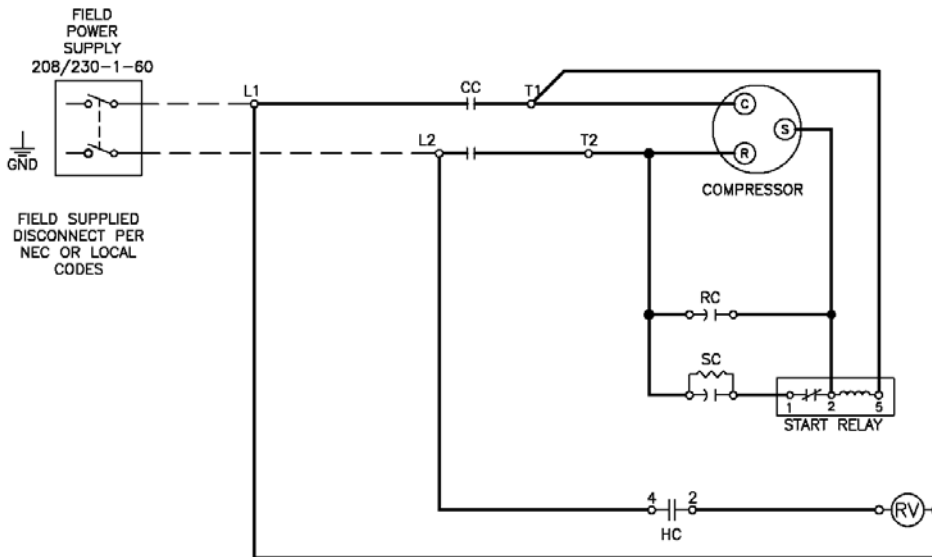 FIELD
POWER
SUPPLY
208/230-1-60
GND
FIELD SUPPLIED
DISCONNECT PER
NEC OR LOCAL
CODES
L1
CC
T1
L2
T2
C
S
R
COMPRESSOR
RC
SC
1
2
5
START RELAY
4
2
HC
RV